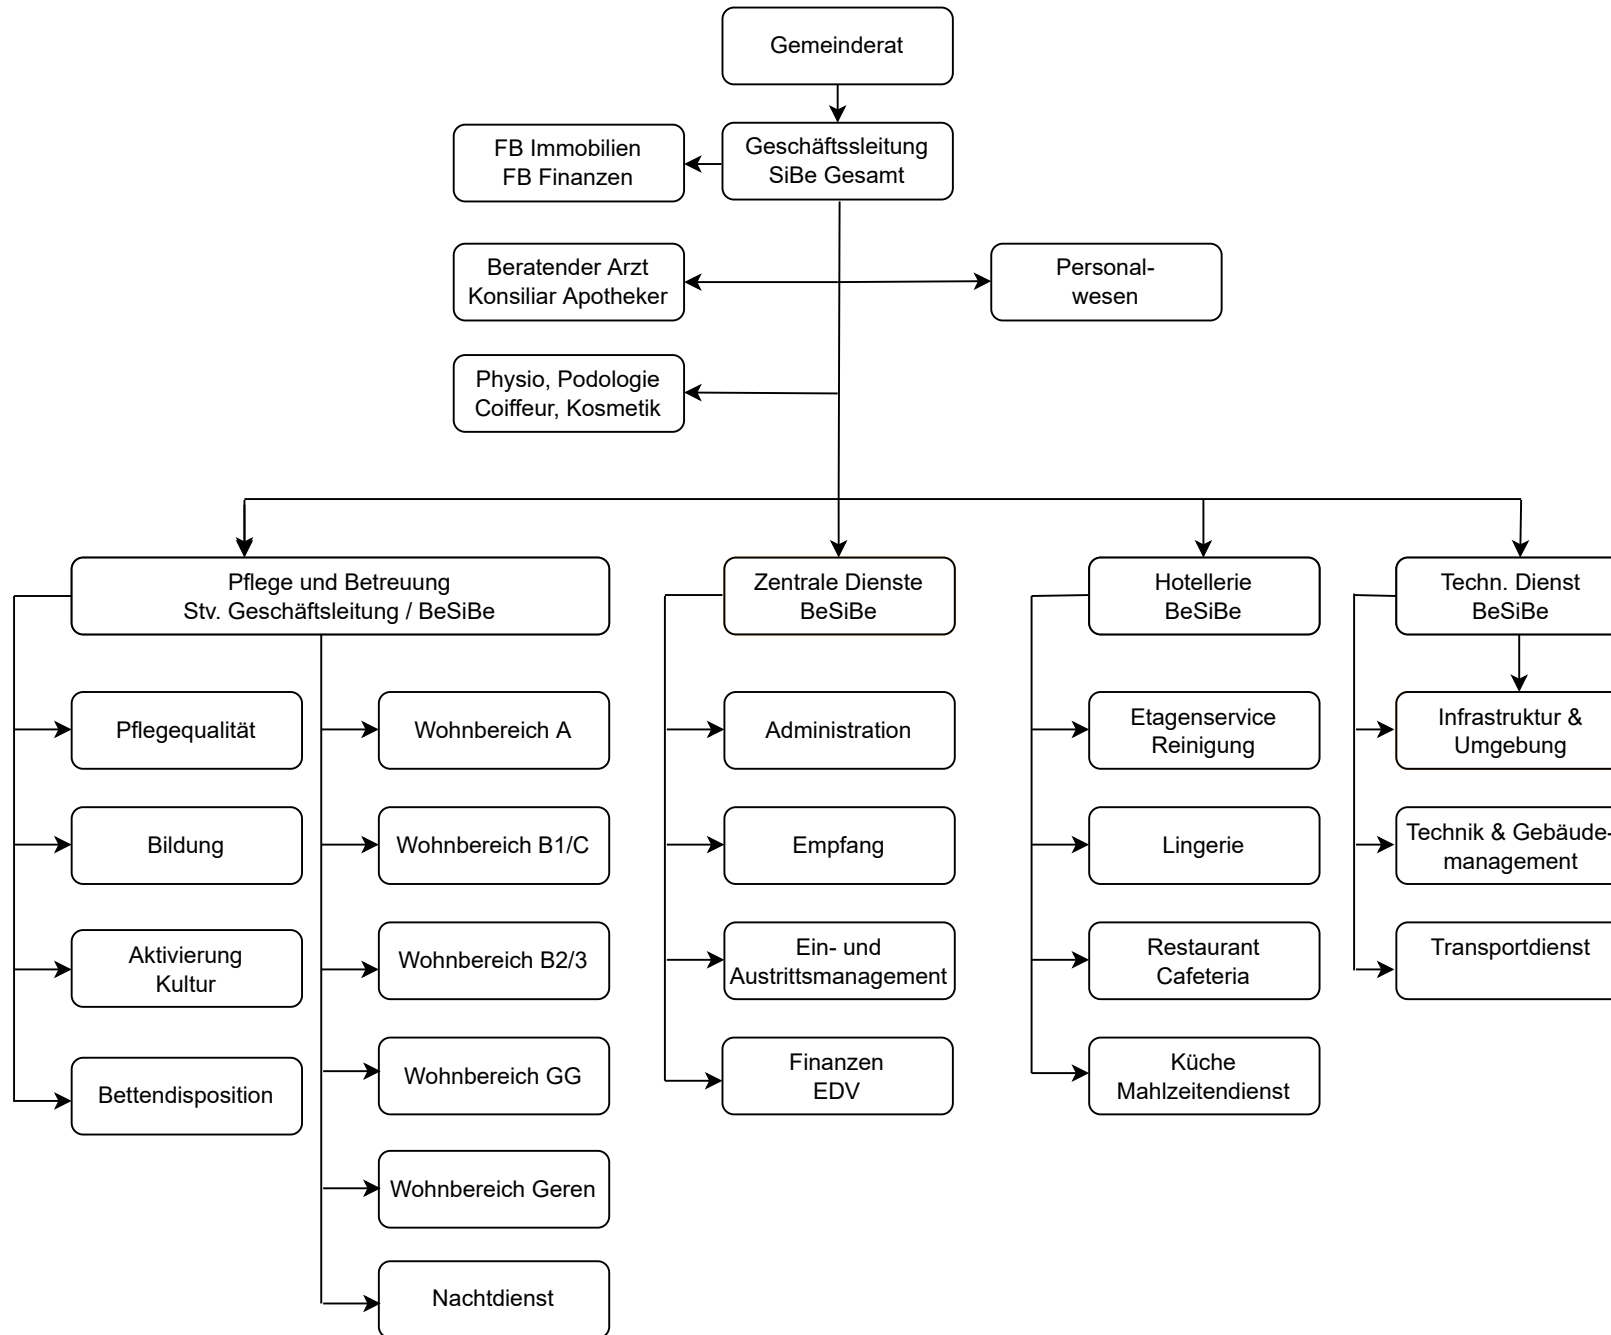 Gemeinderat
FB Immobilien
FB Finanzen
Geschäftssleitung
SiBe Gesamt
Beratender Arzt
Konsiliar Apotheker
Personal-
wesen
Physio, Podologie
Coiffeur, Kosmetik
Pflege und Betreuung
Stv. Geschäftsleitung / BeSiBe
Zentrale Dienste
BeSiBe
Hotellerie
BeSiBe
Techn. Dienst
BeSiBe
Pflegequalität
Wohnbereich A
Administration
Etagenservice
Reinigung
Infrastruktur &
Umgebung
Bildung
Wohnbereich B1/C
Empfang
Lingerie
Technik & Gebäude-
management
Aktivierung
Kultur
Wohnbereich B2/3
Ein- und
Austrittsmanagement
Restaurant
Cafeteria
Transportdienst
Bettendisposition
Wohnbereich GG
Finanzen
EDV
Küche
Mahlzeitendienst
Wohnbereich Geren
Nachtdienst